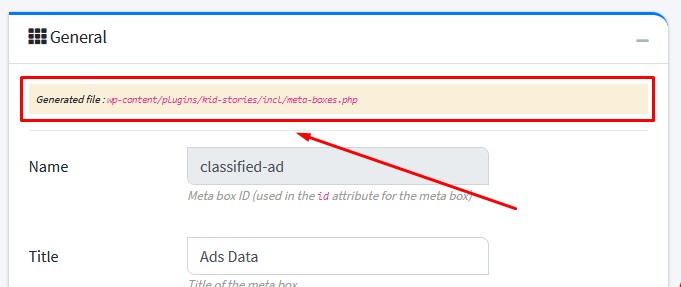 General
Generated file : wp-content/plugins/kid-stories/incl/meta-boxes.php
Name
classified-ad
Meta box ID (used in the id attribute for the meta box)
Title
Ads Data
Title of the meta box